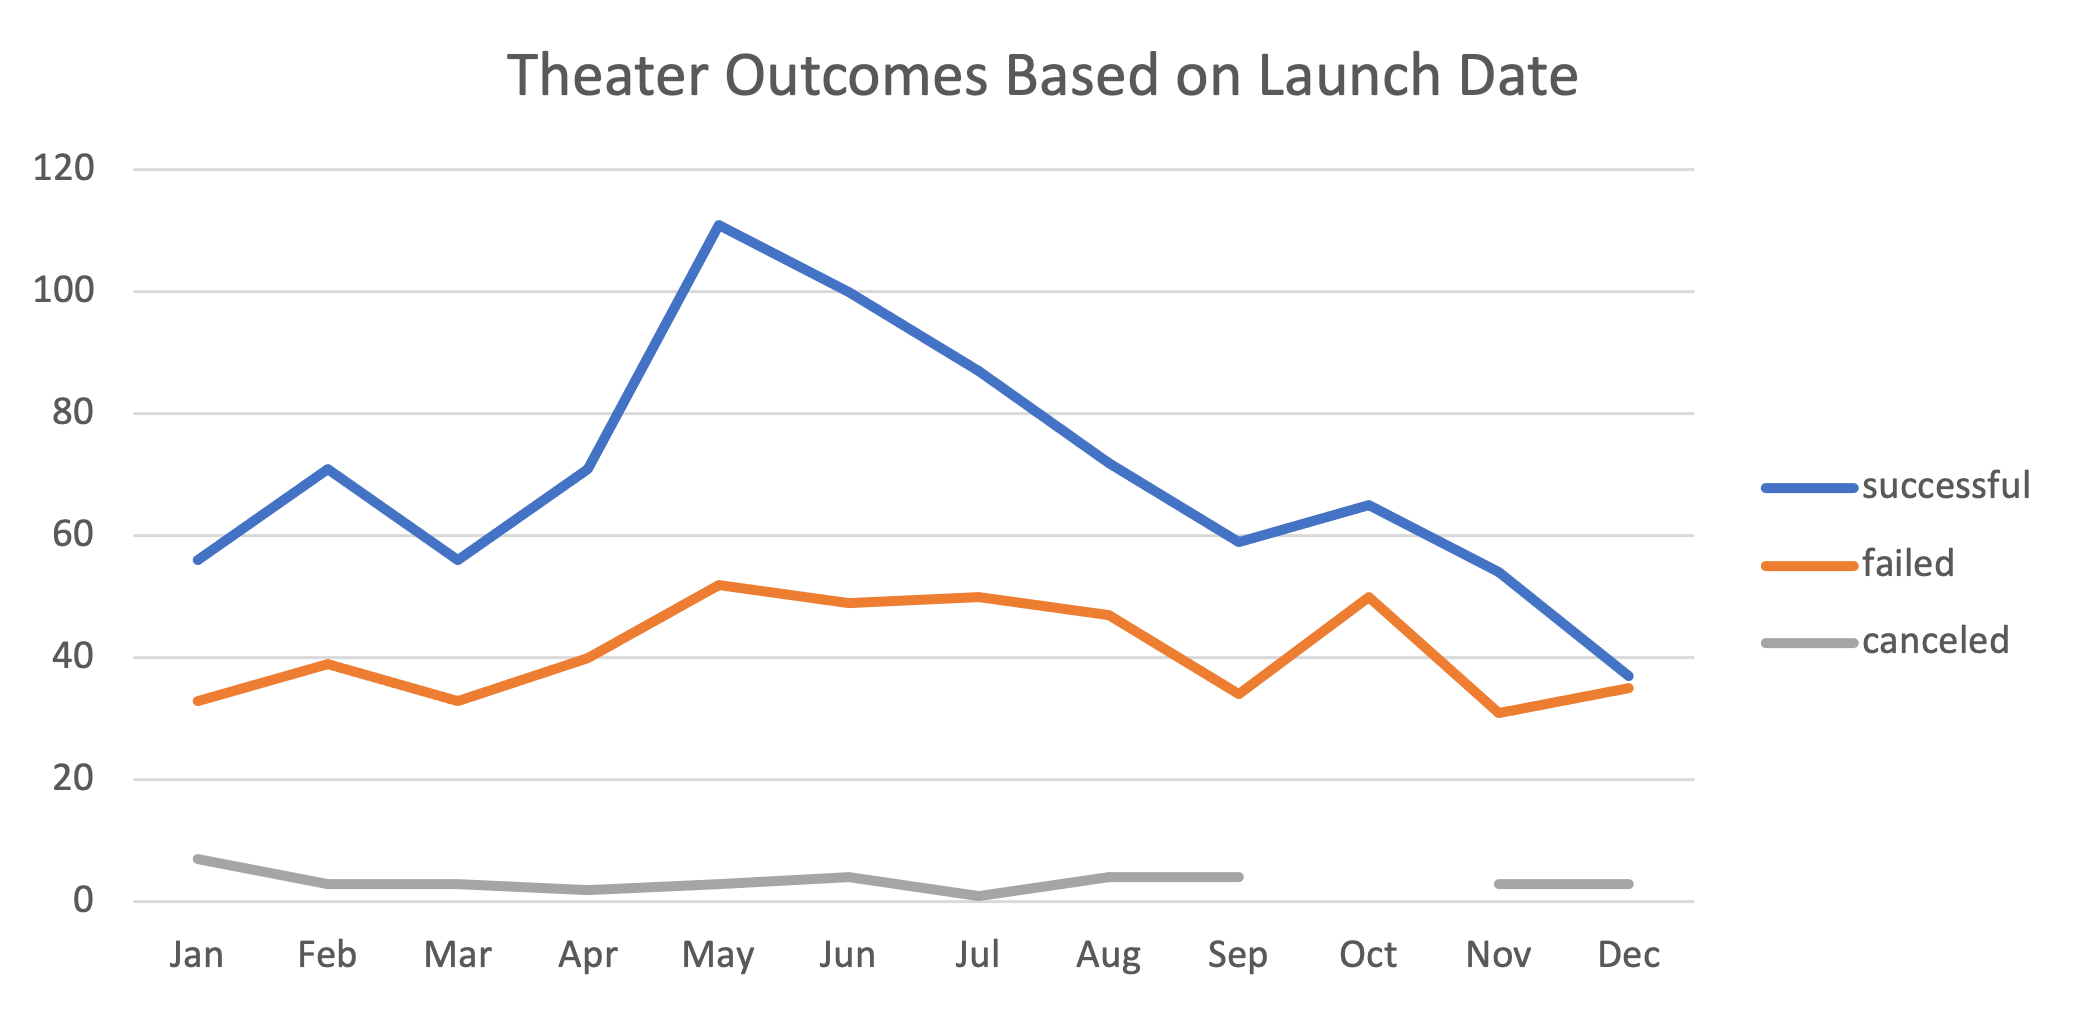 Theater Outcomes Based on Launch Date
120
100
80
60
40
20
0
Jan Feb Mar Apr May Jun Jul Aug Sep Oct Nov Dec
successful
failed
canceled